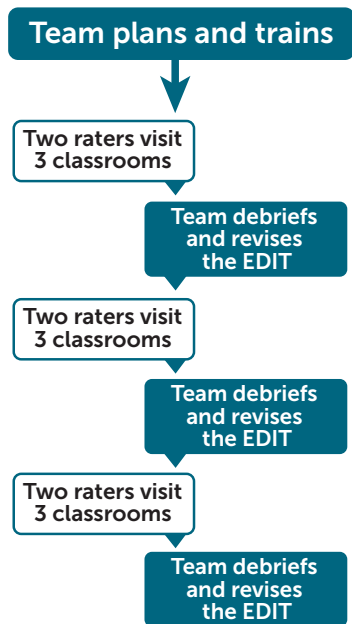 Team plans and trains
Two raters visit
3 classrooms
Team debriefs
and revises
the EDIT
Two raters visit
3 classrooms
Team debriefs
and revises
the EDIT
Two raters visit
3 classrooms
Team debriefs
and revises
the EDIT